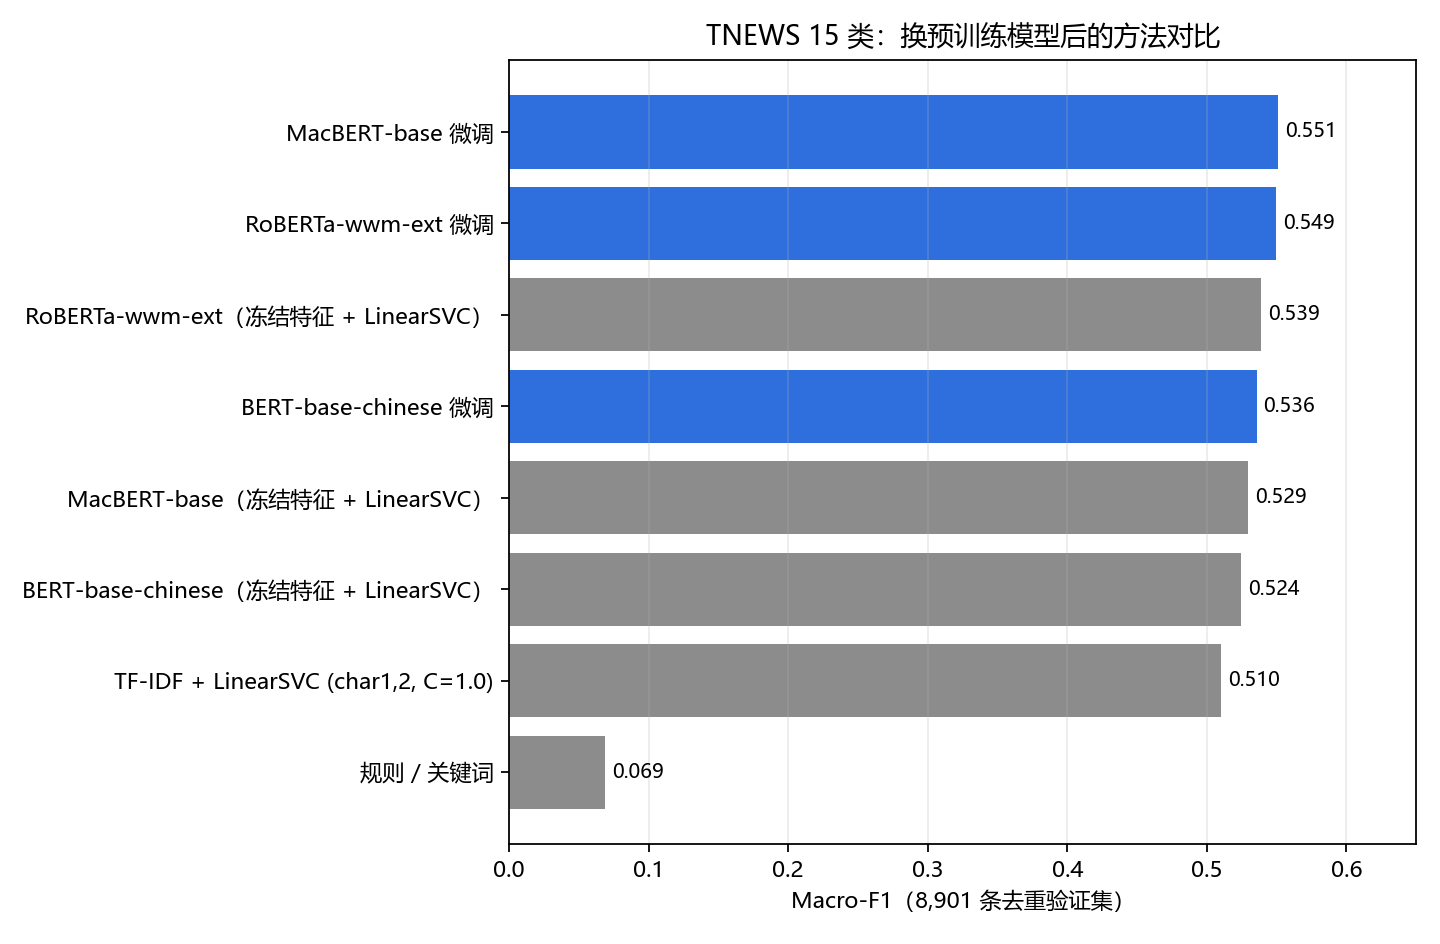 TNEWS 15 类：换预训练模型后的方法对比
MacBERT-base 微调
0.551
RoBERTa-wwm-ext 微调
0.549
RoBERTa-wwm-ext（冻结特征 + LinearSVC）
0.539
BERT-base-chinese 微调
0.536
MacBERT-base（冻结特征 + LinearSVC）
0.529
BERT-base-chinese（冻结特征 + LinearSVC）
0.524
TF-IDF + LinearSVC (char1,2, C=1.0)
0.510
规则 / 关键词
0.069
0.0 0.1 0.2 0.3 0.4 0.5 0.6
Macro-F1（8,901 条去重验证集）